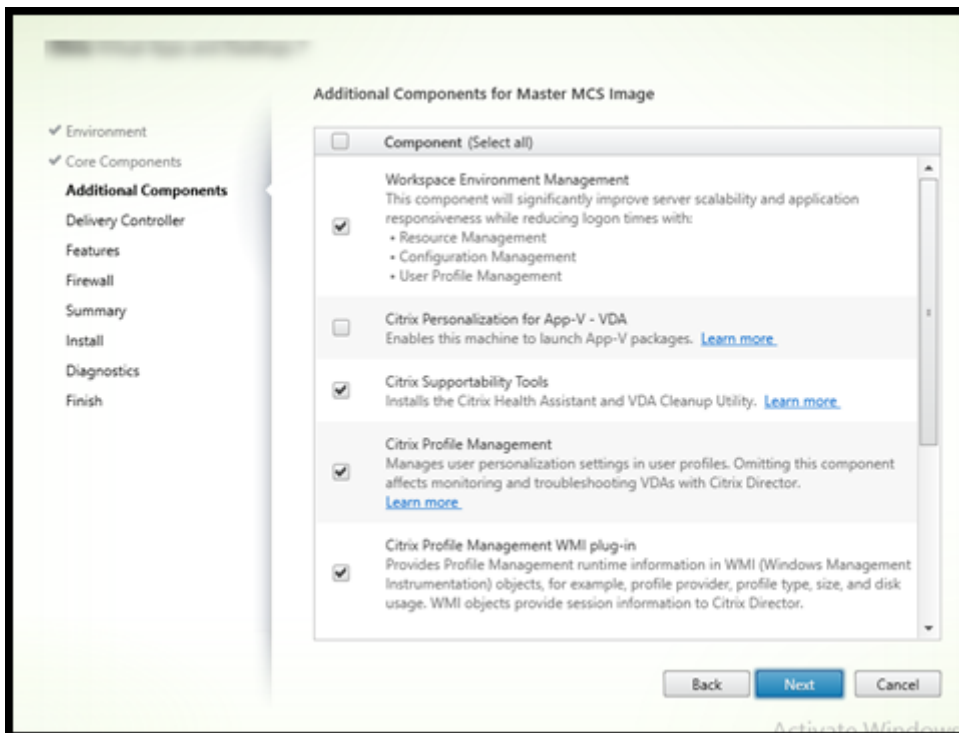 Additional Components for Master MCS Image
Environment
Core Components
Additional Components
Delivery Controller
Features
Firewall
Summary
Install
Diagnostics
Finish
Component (Select all)
Workspace Environment Management
This component will significantly improve server scalability and application
responsiveness while reducing logon times with:
• Resource Management
• Configuration Management
• User Profile Management
Citrix Personalization for App-V - VDA
Enables this machine to launch App-V packages. Learn more
Citrix Supportability Tools
Installs the Citrix Health Assistant and VDA Cleanup Utility. Learn more
Citrix Profile Management
Manages user personalization settings in user profiles. Omitting this component
affects monitoring and troubleshooting VDAs with Citrix Director.
Learn more
Citrix Profile Management WMI plug-in
Provides Profile Management runtime information in WMI (Windows Management
Instrumentation) objects, for example, profile provider, profile type, size, and disk
usage. WMI objects provide session information to Citrix Director.
Back Next Cancel
Activate Windows